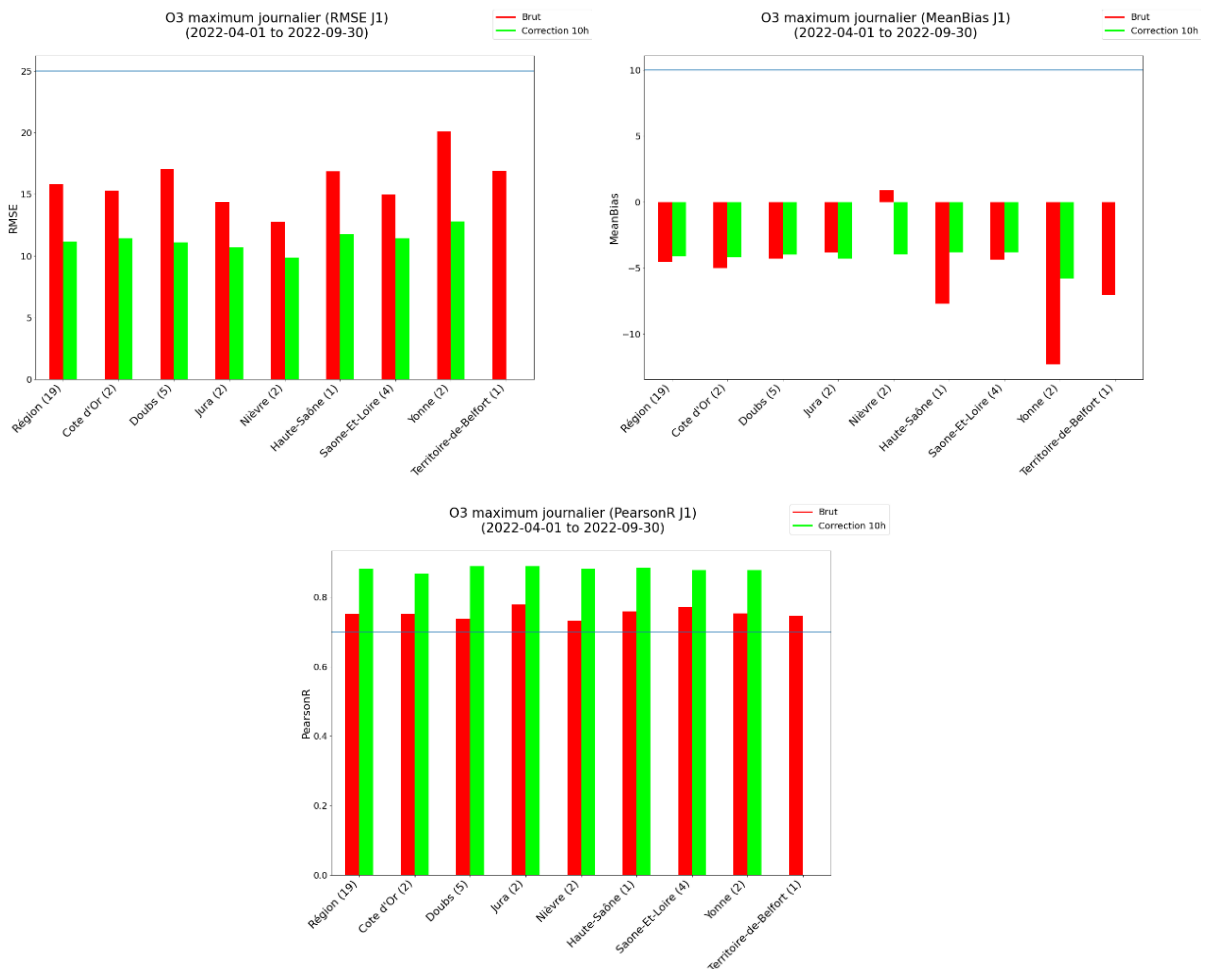 O3 maximum journalier (RMSE J1)
(2022-04-01 to 2022-09-30)
Brut
Correction 10h
RMSE
25
20
15
10
5
0
Région (19)
Cote d'Or (2)
Doubs (5)
Jura (2)
Nièvre (2)
Haute-Saône (1)
Saone-Et-Loire (4)
Yonne (2)
Territoire-de-Belfort (1)
O3 maximum journalier (MeanBias J1)
(2022-04-01 to 2022-09-30)
Brut
Correction 10h
MeanBias
10
5
0
−5
−10
Région (19)
Cote d'Or (2)
Doubs (5)
Jura (2)
Nièvre (2)
Haute-Saône (1)
Saone-Et-Loire (4)
Yonne (2)
Territoire-de-Belfort (1)
O3 maximum journalier (PearsonR J1)
(2022-04-01 to 2022-09-30)
Brut
Correction 10h
PearsonR
0.8
0.6
0.4
0.2
0.0
Région (19)
Cote d'Or (2)
Doubs (5)
Jura (2)
Nièvre (2)
Haute-Saône (1)
Saone-Et-Loire (4)
Yonne (2)
Territoire-de-Belfort (1)